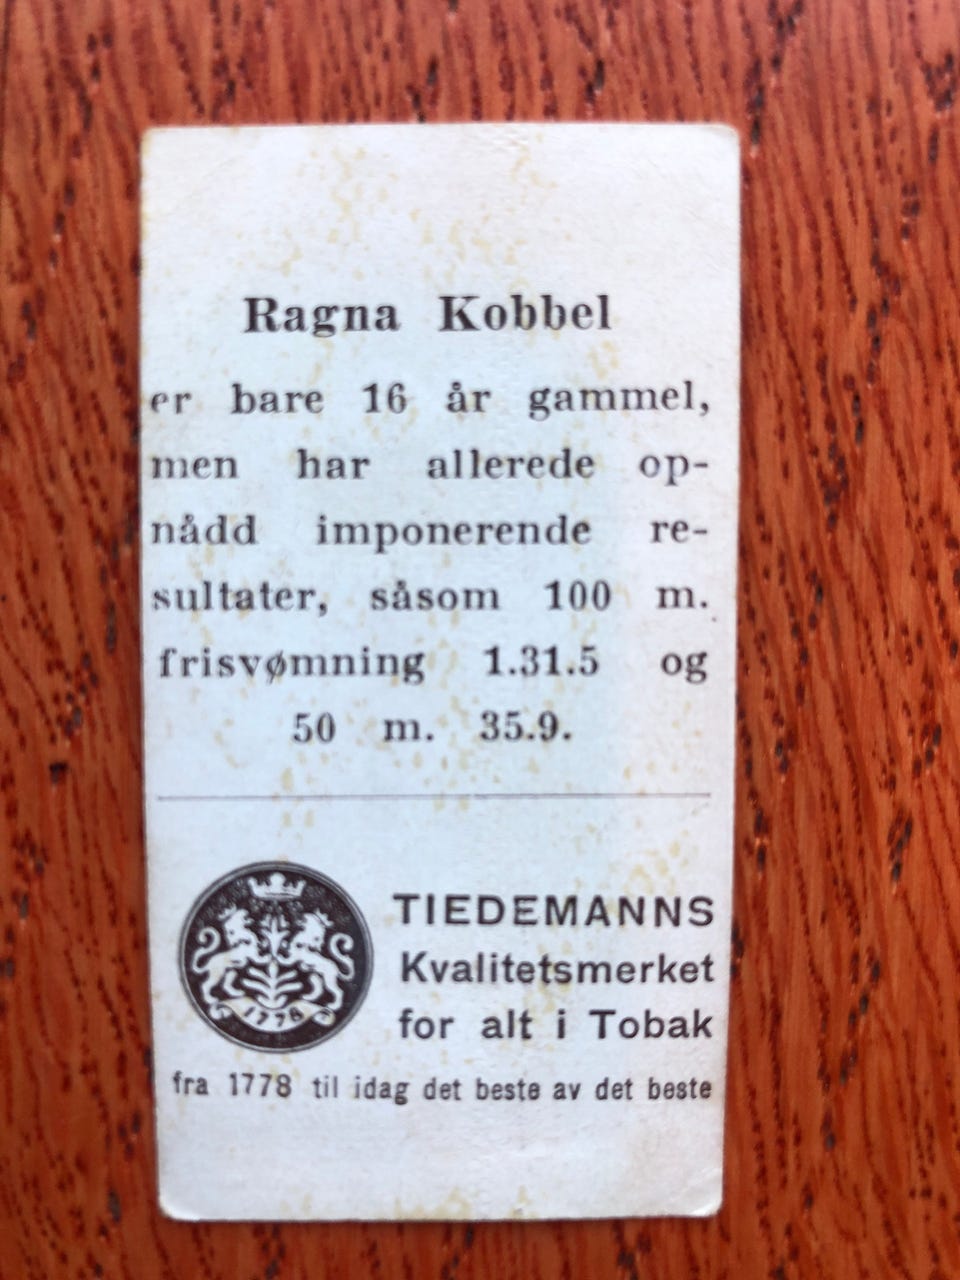 Ragna Kobbel
er bare 16 år gammel,
men har allerede op-
nådd imponerende re-
sultater, såsom 100 m.
frisvømning 1.31.5 og
50 m. 35.9.
1778
TIEDEMANNS
Kvalitetsmerket
for alt i Tobak
fra 1778 til idag det beste av det beste